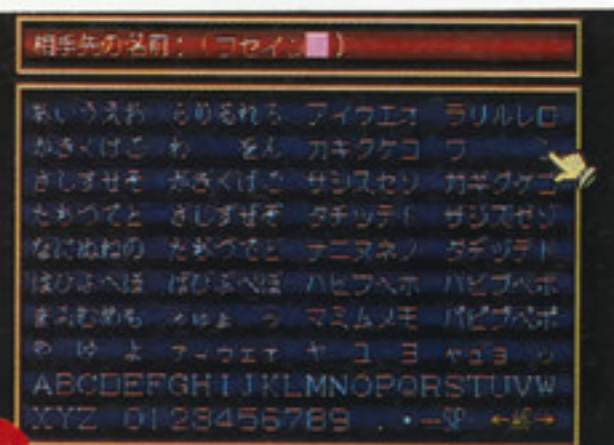 相手先の名前:(フセイン )
あいうえお らりるれろ アイウエオ ラリルレロ
かきくけこ わ をん カキクケコ ワ
さしすせそ がぎぐげご サシスセソ ガギグゲゴ
たちつてと ざじずぜぞ タチツテト ザジズゼゾ
なにぬねの だぢづでど ナニヌネノ ダヂヅデド
はひふへほ ばびぶべぼ ハヒフヘホ バビブベボ
まみむめも ゃゅょ っ マミムメモ パピプペポ
や ゆ よ ァィゥェォ ヤ ユ ヨ ャュョ ッ
ABCDEFGHIJKLMNOPQRSTUVW
XYZ 0123456789 . ・ーSP ←終→